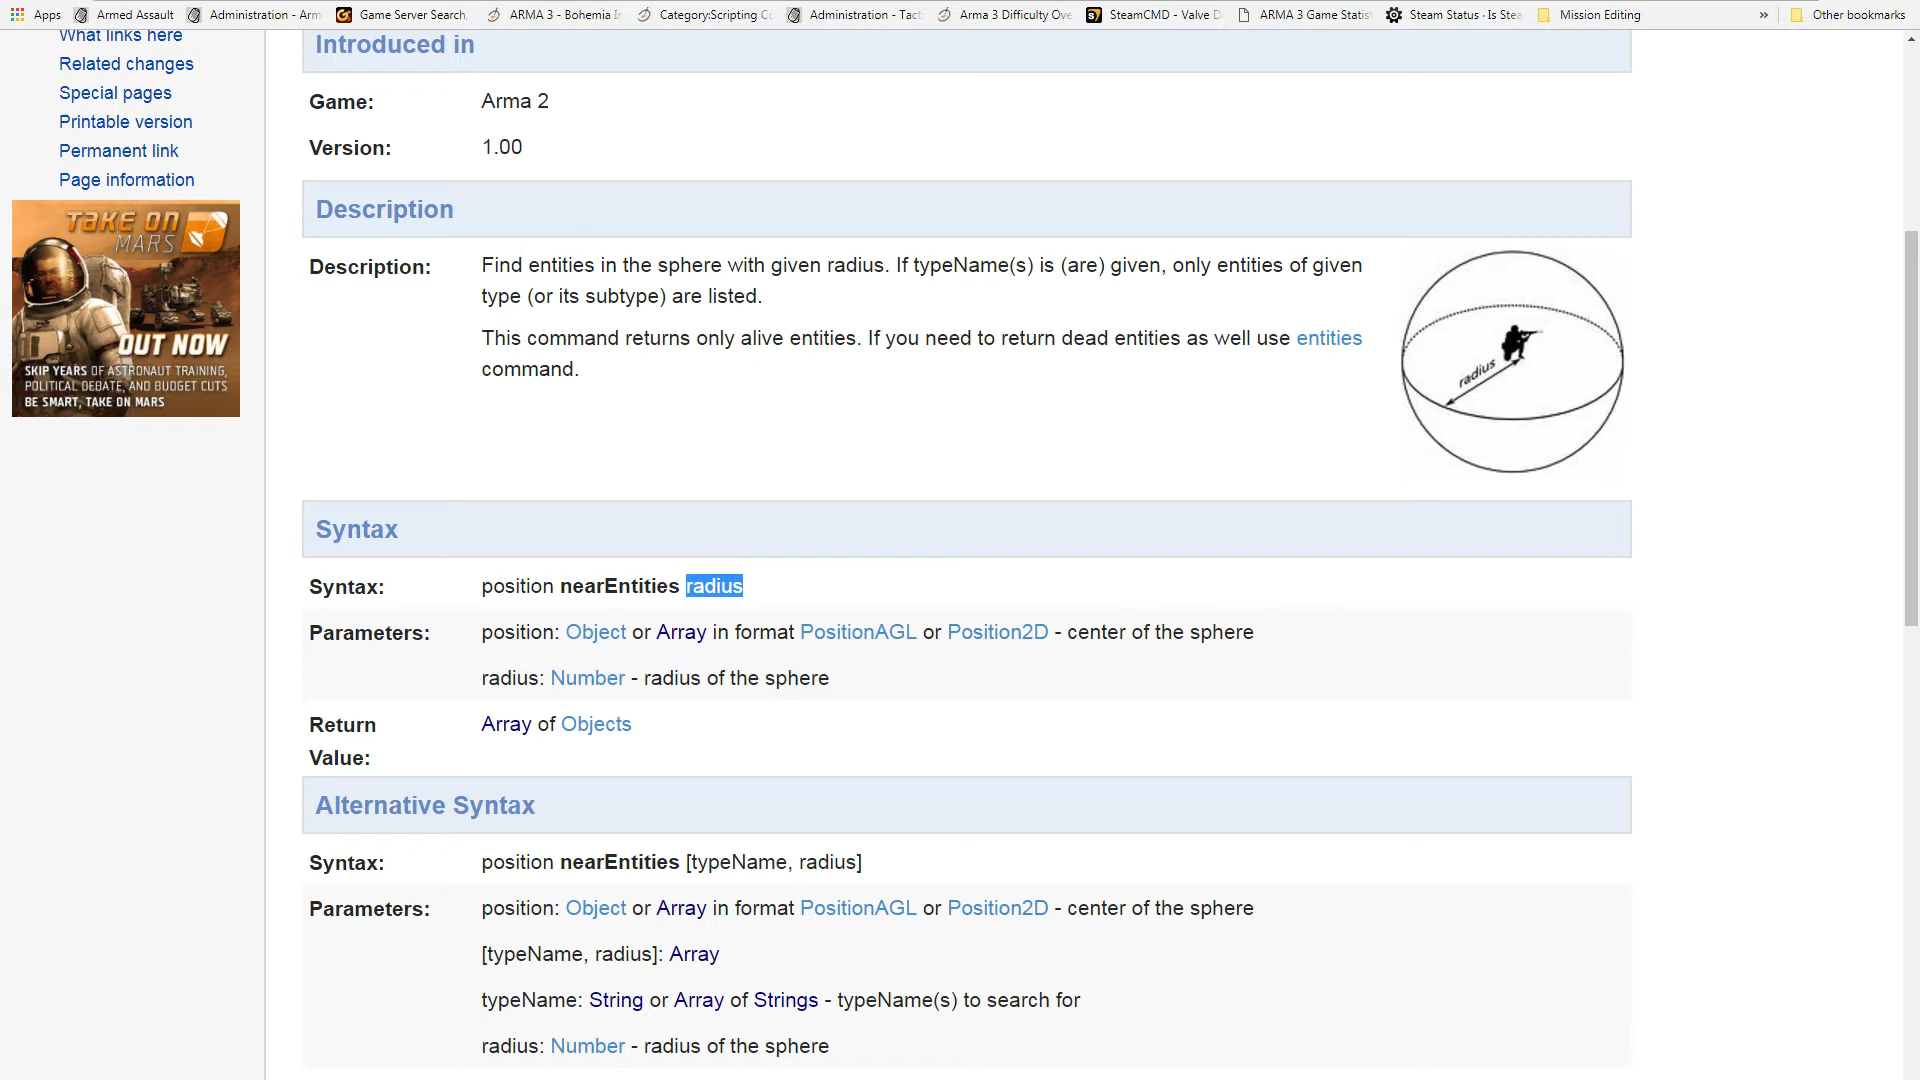 Apps Armed Assault Administration - Arm Game Server Search, ARMA 3 - Bohemia In Category:Scripting Co Administration - Tact Arma 3 Difficulty Ove SteamCMD - Valve D ARMA 3 Game Statis Steam Status · Is Stea Mission Editing » Other bookmarks
What links here
Related changes
Special pages
Printable version
Permanent link
Page information
TAKE ON
MARS
OUT NOW
SKIP YEARS OF ASTRONAUT TRAINING,
POLITICAL DEBATE, AND BUDGET CUTS
BE SMART, TAKE ON MARS
Introduced in
Game: Arma 2
Version: 1.00
Description
Description: Find entities in the sphere with given radius. If typeName(s) is (are) given, only entities of given
type (or its subtype) are listed.
This command returns only alive entities. If you need to return dead entities as well use entities
command.
radius
Syntax
Syntax: position nearEntities radius
Parameters: position: Object or Array in format PositionAGL or Position2D - center of the sphere
radius: Number - radius of the sphere
Return Array of Objects
Value:
Alternative Syntax
Syntax: position nearEntities [typeName, radius]
Parameters: position: Object or Array in format PositionAGL or Position2D - center of the sphere
[typeName, radius]: Array
typeName: String or Array of Strings - typeName(s) to search for
radius: Number - radius of the sphere